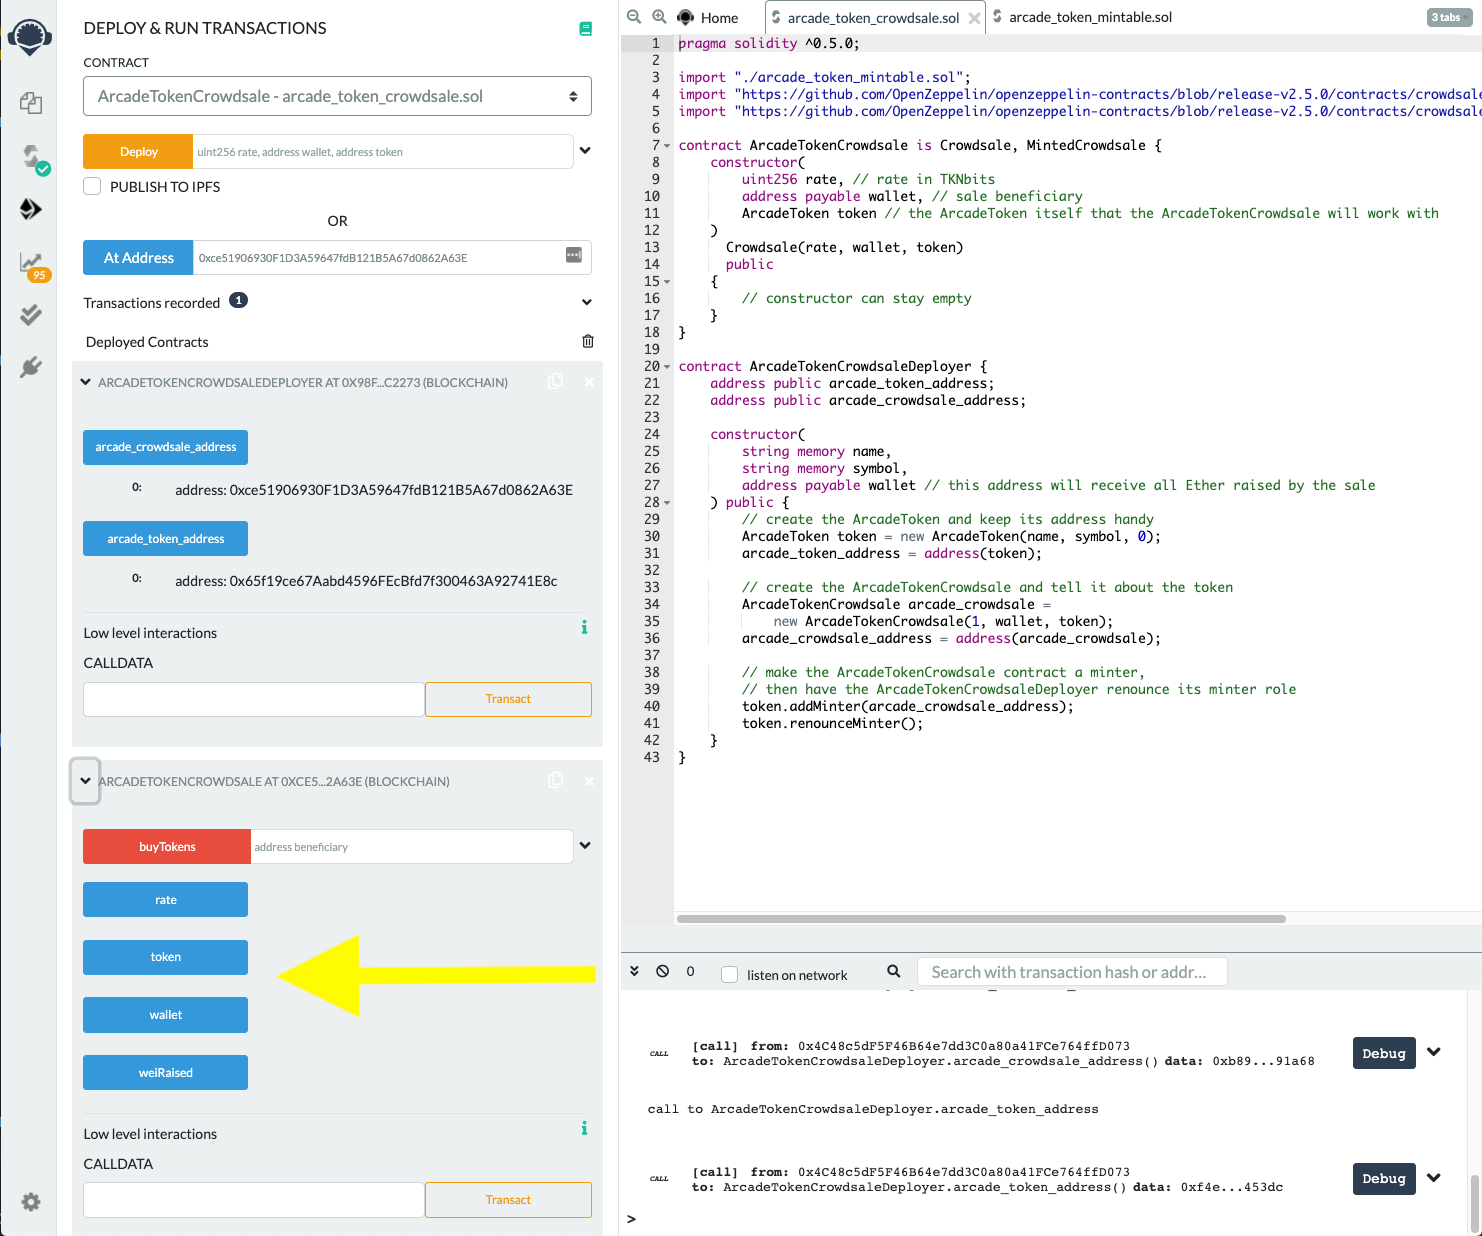 DEPLOY & RUN TRANSACTIONS
CONTRACT
ArcadeTokenCrowdsale - arcade_token_crowdsale.sol
Deploy
uint256 rate, address wallet, address token
PUBLISH TO IPFS
OR
At Address
0xce51906930F1D3A59647fdB121B5A67d0862A63E
Transactions recorded 1
Deployed Contracts
ARCADETOKENCROWDSALEDEPLOYER AT 0X98F...C2273 (BLOCKCHAIN)
arcade_crowdsale_address
0: address: 0xce51906930F1D3A59647fdB121B5A67d0862A63E
arcade_token_address
0: address: 0x65f19ce67Aabd4596FEcBfd7f300463A92741E8c
Low level interactions
i
CALLDATA
Transact
ARCADETOKENCROWDSALE AT 0XCE5...2A63E (BLOCKCHAIN)
buyTokens
address beneficiary
rate
token
wallet
weiRaised
Low level interactions
i
CALLDATA
Transact
95
Home
arcade_token_crowdsale.sol
arcade_token_mintable.sol
3 tabs
1 pragma solidity ^0.5.0;
2
3 import "./arcade_token_mintable.sol";
4 import "https://github.com/OpenZeppelin/openzeppelin-contracts/blob/release-v2.5.0/contracts/crowdsale
5 import "https://github.com/OpenZeppelin/openzeppelin-contracts/blob/release-v2.5.0/contracts/crowdsale
6
7 contract ArcadeTokenCrowdsale is Crowdsale, MintedCrowdsale {
8 constructor(
9 uint256 rate, // rate in TKNbits
10 address payable wallet, // sale beneficiary
11 ArcadeToken token // the ArcadeToken itself that the ArcadeTokenCrowdsale will work with
12 )
13 Crowdsale(rate, wallet, token)
14 public
15 {
16 // constructor can stay empty
17 }
18 }
19
20 contract ArcadeTokenCrowdsaleDeployer {
21 address public arcade_token_address;
22 address public arcade_crowdsale_address;
23
24 constructor(
25 string memory name,
26 string memory symbol,
27 address payable wallet // this address will receive all Ether raised by the sale
28 ) public {
29 // create the ArcadeToken and keep its address handy
30 ArcadeToken token = new ArcadeToken(name, symbol, 0);
31 arcade_token_address = address(token);
32
33 // create the ArcadeTokenCrowdsale and tell it about the token
34 ArcadeTokenCrowdsale arcade_crowdsale =
35 new ArcadeTokenCrowdsale(1, wallet, token);
36 arcade_crowdsale_address = address(arcade_crowdsale);
37
38 // make the ArcadeTokenCrowdsale contract a minter,
39 // then have the ArcadeTokenCrowdsaleDeployer renounce its minter role
40 token.addMinter(arcade_crowdsale_address);
41 token.renounceMinter();
42 }
43 }
0
listen on network
Search with transaction hash or addr...
CALL
[call] from: 0x4C48c5dF5F46B64e7dd3C0a80a41FCe764ffD073
to: ArcadeTokenCrowdsaleDeployer.arcade_crowdsale_address() data: 0xb89...91a68
Debug
call to ArcadeTokenCrowdsaleDeployer.arcade_token_address
CALL
[call] from: 0x4C48c5dF5F46B64e7dd3C0a80a41FCe764ffD073
to: ArcadeTokenCrowdsaleDeployer.arcade_token_address() data: 0xf4e...453dc
Debug
>